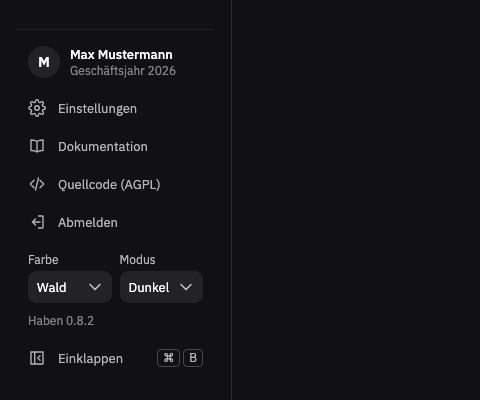 M
Max Mustermann
Geschäftsjahr 2026
Einstellungen
Dokumentation
Quellcode (AGPL)
Abmelden
Farbe Modus
Wald Dunkel
Haben 0.8.2
Einklappen ⌘ B